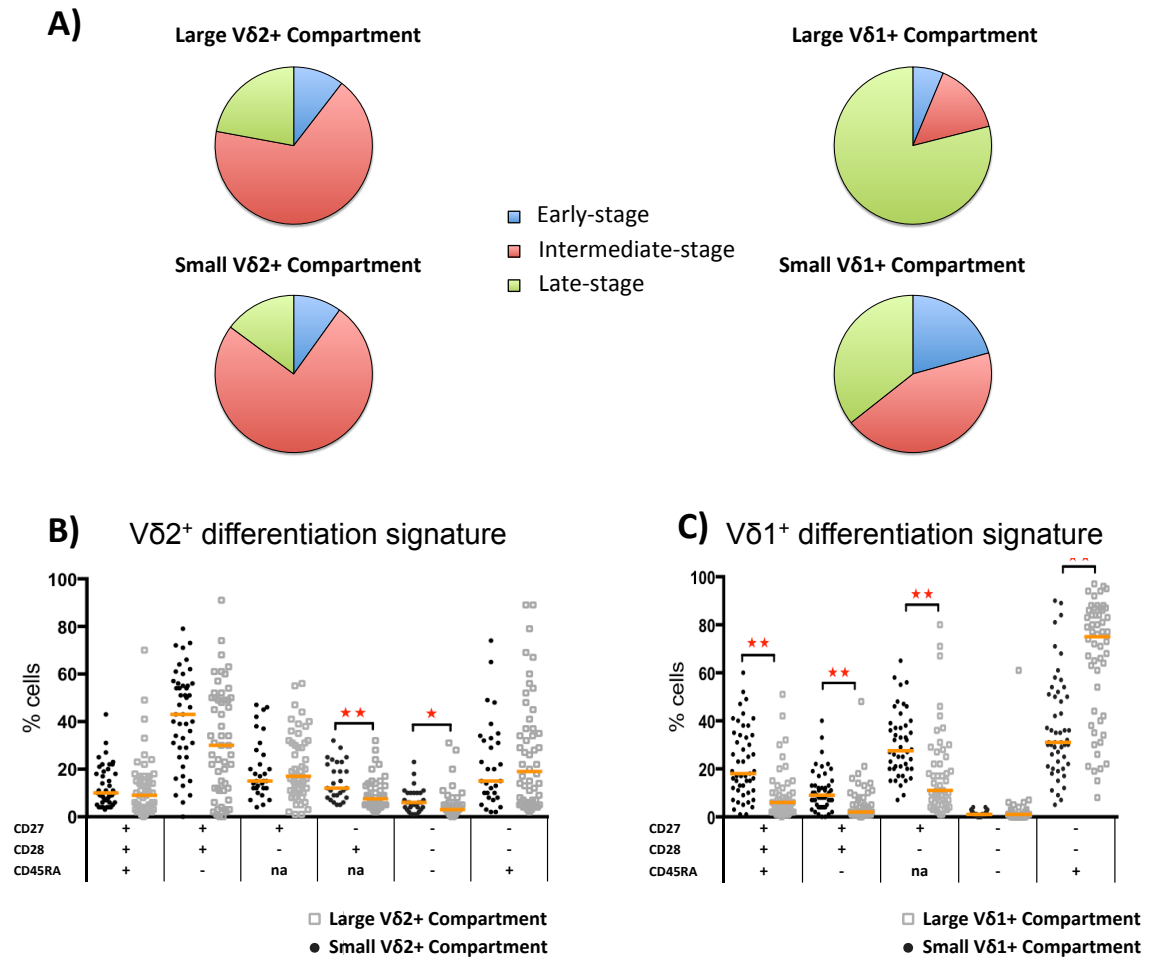 A)
Large Vδ2+ Compartment
Large Vδ1+ Compartment
Early-stage
Intermediate-stage
Late-stage
Small Vδ2+ Compartment
Small Vδ1+ Compartment
B)
Vδ2+ differentiation signature
% cells
100
80
60
40
20
0
★★
★
CD27 + + + - - -
CD28 + + - + - -
CD45RA + - na na - +
Large Vδ2+ Compartment
Small Vδ2+ Compartment
C)
Vδ1+ differentiation signature
% cells
100
80
60
40
20
0
★★
★★
★★
★★
CD27 + + + - -
CD28 + + - - -
CD45RA + - na - +
Large Vδ1+ Compartment
Small Vδ1+ Compartment